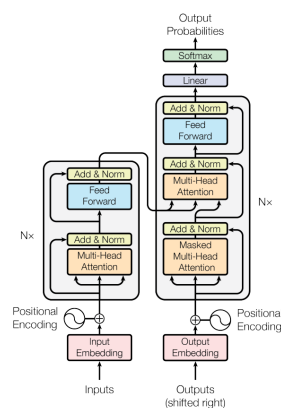 Output
Probabilities
Softmax
Linear
Add & Norm
Feed
Forward
Add & Norm
Multi-Head
Attention
Nx
Add & Norm
Masked
Multi-Head
Attention
Positional
Encoding
Output
Embedding
Outputs
(shifted right)
Add & Norm
Feed
Forward
Nx
Add & Norm
Multi-Head
Attention
Positional
Encoding
Input
Embedding
Inputs